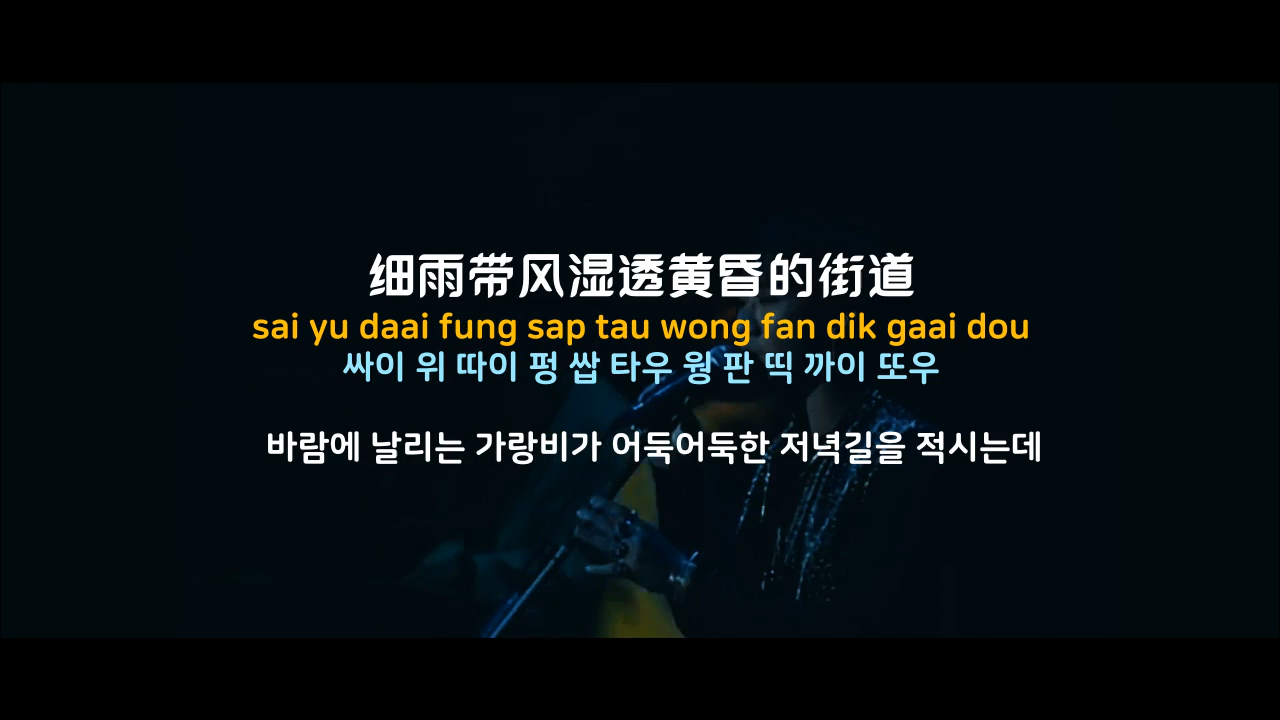 细雨带风湿透黄昏的街道
sai yu daai fung sap tau wong fan dik gaai dou
싸이 위 따이 펑 쌉 타우 웡 판 띡 까이 또우
바람에 날리는 가랑비가 어둑어둑한 저녁길을 적시는데